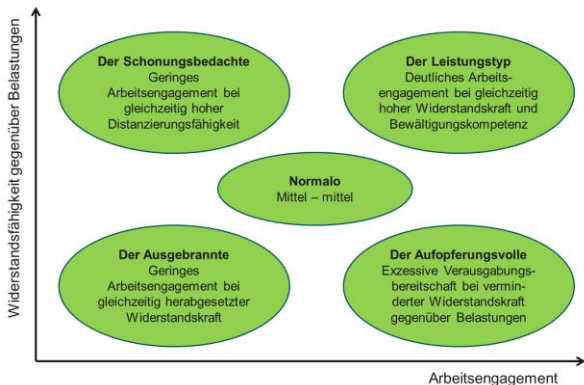 Widerstandsfähigkeit gegenüber Belastungen
Der Schonungsbedachte
Geringes
Arbeitsengagement bei
gleichzeitig hoher
Distanzierungsfähigkeit
Der Leistungstyp
Deutliches Arbeits-
engagement bei gleichzeitig
hoher Widerstandskraft und
Bewältigungskompetenz
Normalo
Mittel – mittel
Der Ausgebrannte
Geringes
Arbeitsengagement bei
gleichzeitig herabgesetzter
Widerstandskraft
Der Aufopferungsvolle
Exzessive Verausgabungs-
bereitschaft bei vermin-
derter Widerstandskraft
gegenüber Belastungen
Arbeitsengagement